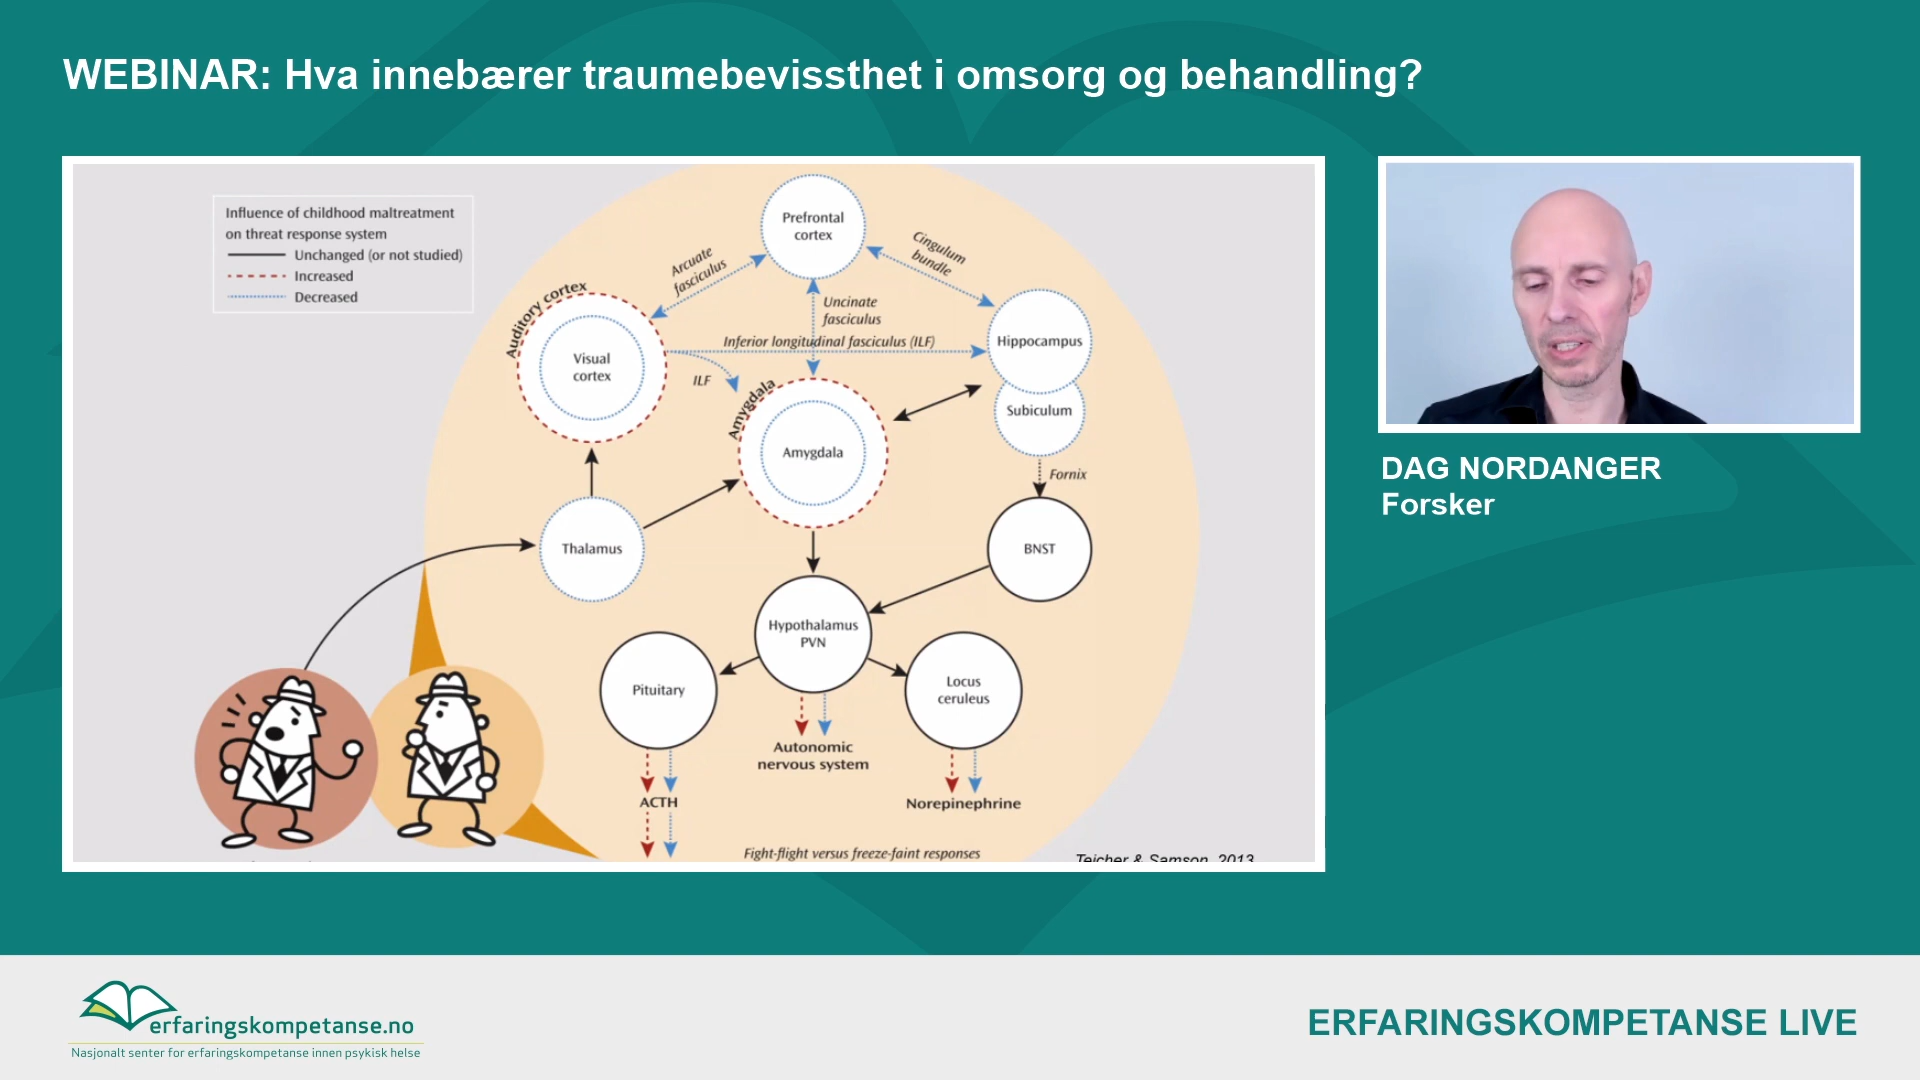 WEBINAR: Hva innebærer traumebevissthet i omsorg og behandling?
Influence of childhood maltreatment
on threat response system
Unchanged (or not studied)
Increased
Decreased
Prefrontal
cortex
Arcuate
fasciculus
Cingulum
bundle
Uncinate
fasciculus
Auditory cortex
Visual
cortex
Inferior longitudinal fasciculus (ILF)
ILF
Hippocampus
Subiculum
Amygdala
Amygdala
Fornix
Thalamus
BNST
Hypothalamus
PVN
Pituitary
Locus
ceruleus
Autonomic
nervous system
ACTH
Norepinephrine
Fight-flight versus freeze-faint responses
Teicher & Samson, 2013
DAG NORDANGER
Forsker
erfaringskompetanse.no
Nasjonalt senter for erfaringskompetanse innen psykisk helse
ERFARINGSKOMPETANSE LIVE